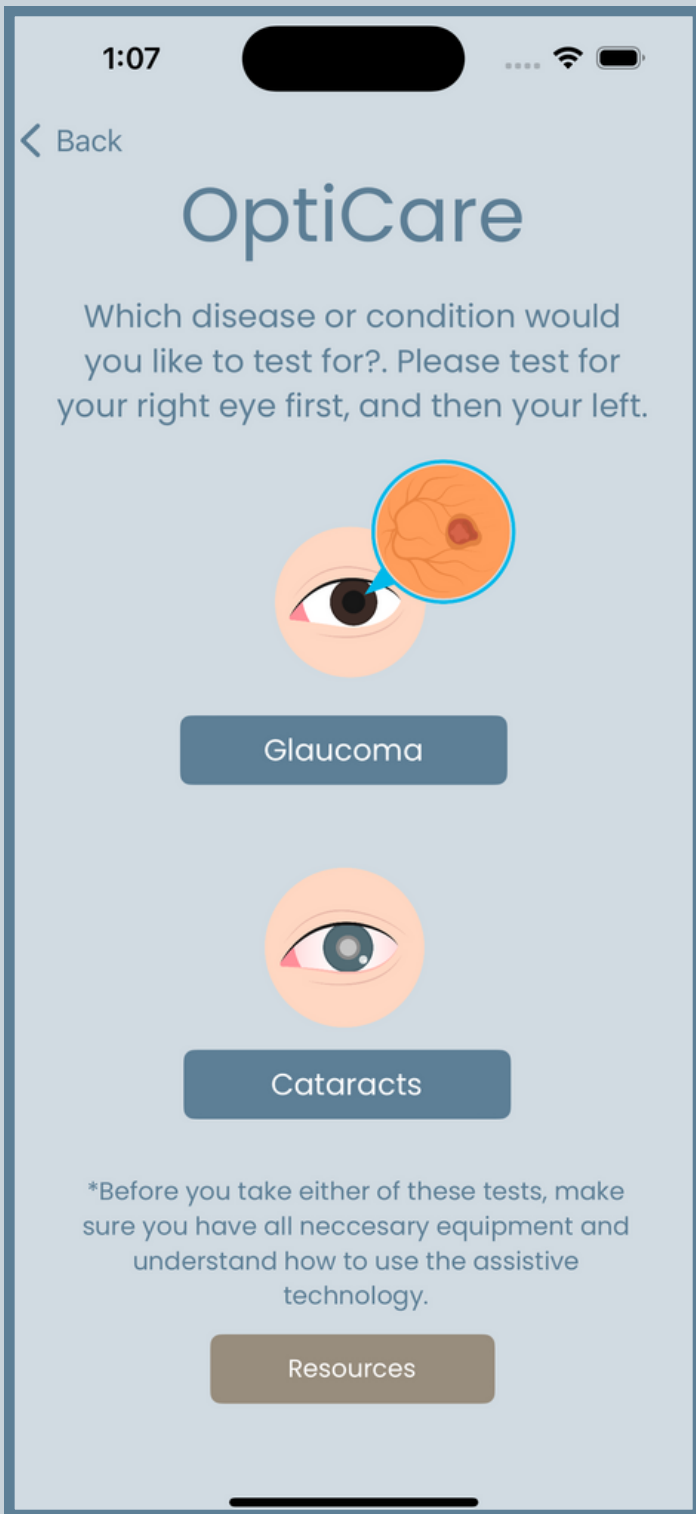 1:07
Back
OptiCare
Which disease or condition would
you like to test for?. Please test for
your right eye first, and then your left.
Glaucoma
Cataracts
*Before you take either of these tests, make
sure you have all neccesary equipment and
understand how to use the assistive
technology.
Resources